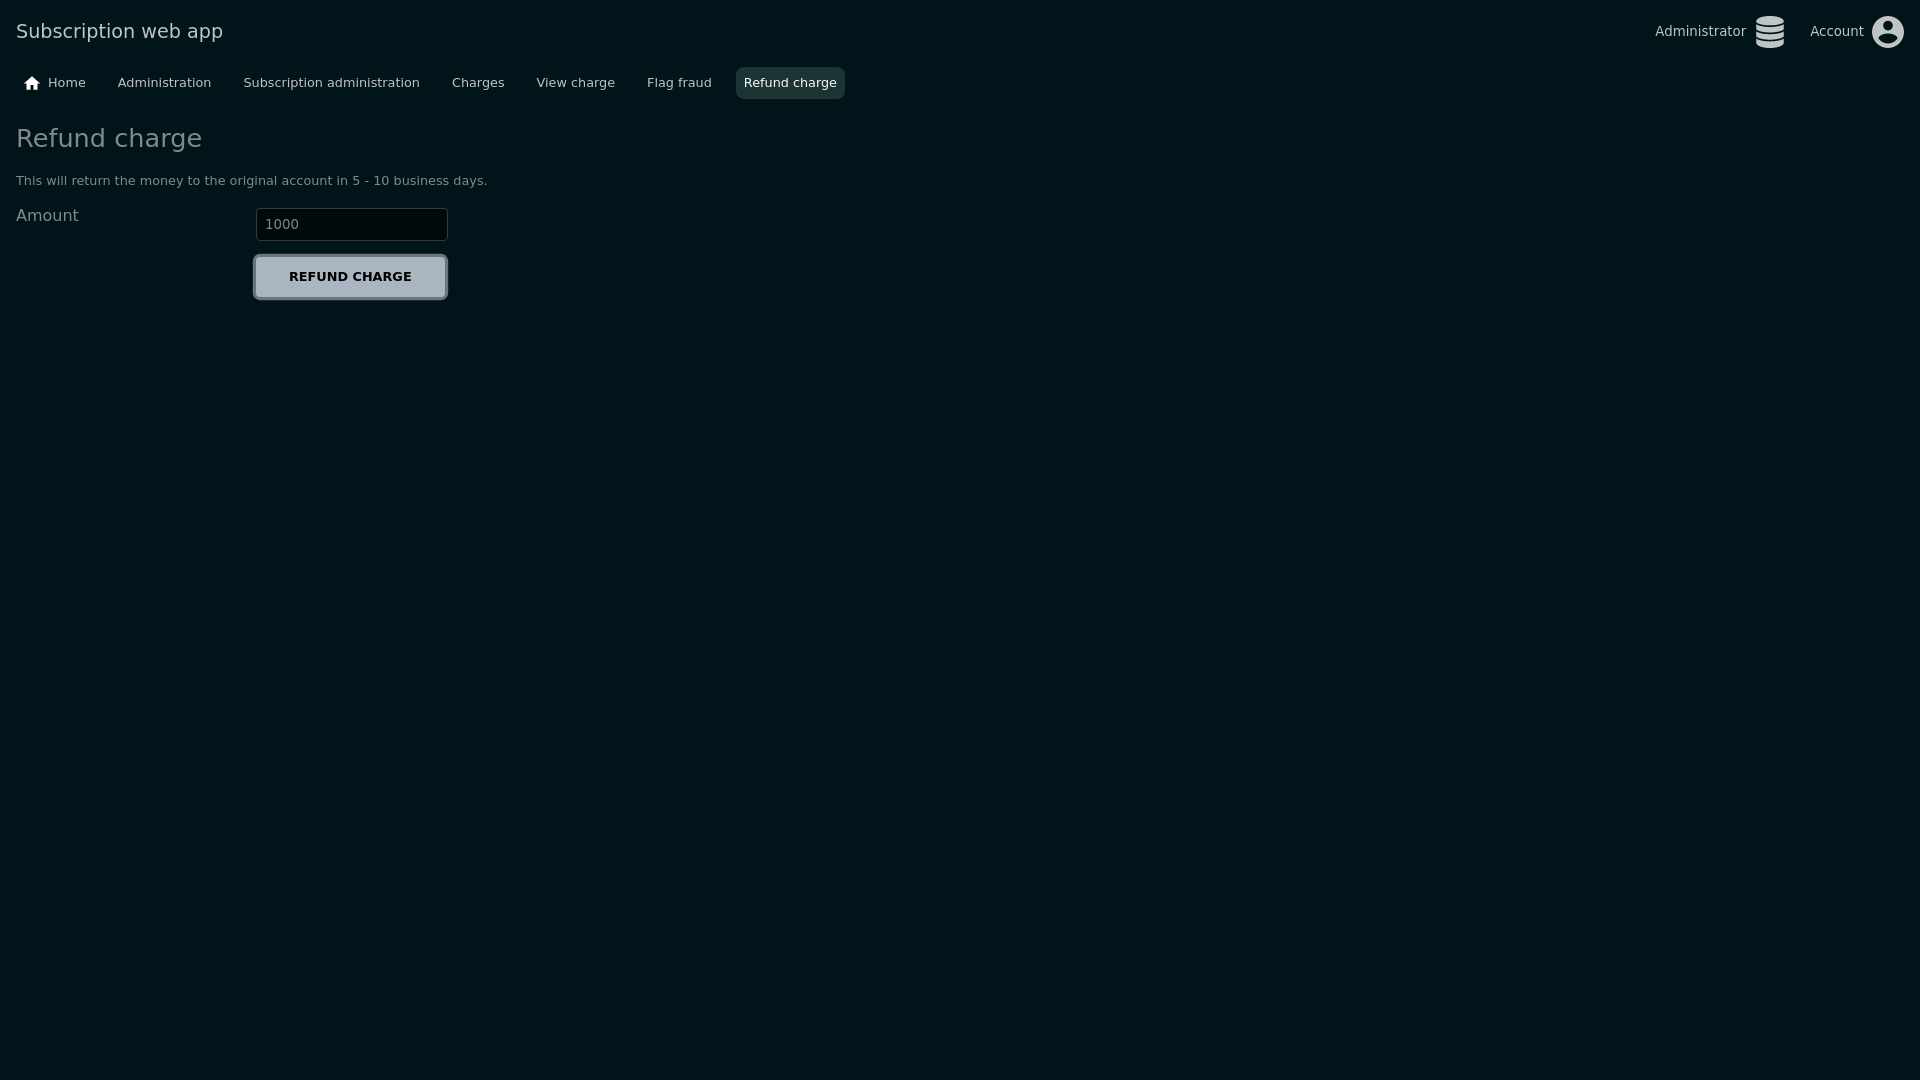 Subscription web app
Administrator
Account
Home
Administration
Subscription administration
Charges
View charge
Flag fraud
Refund charge
Refund charge
This will return the money to the original account in 5 - 10 business days.
Amount
1000
REFUND CHARGE